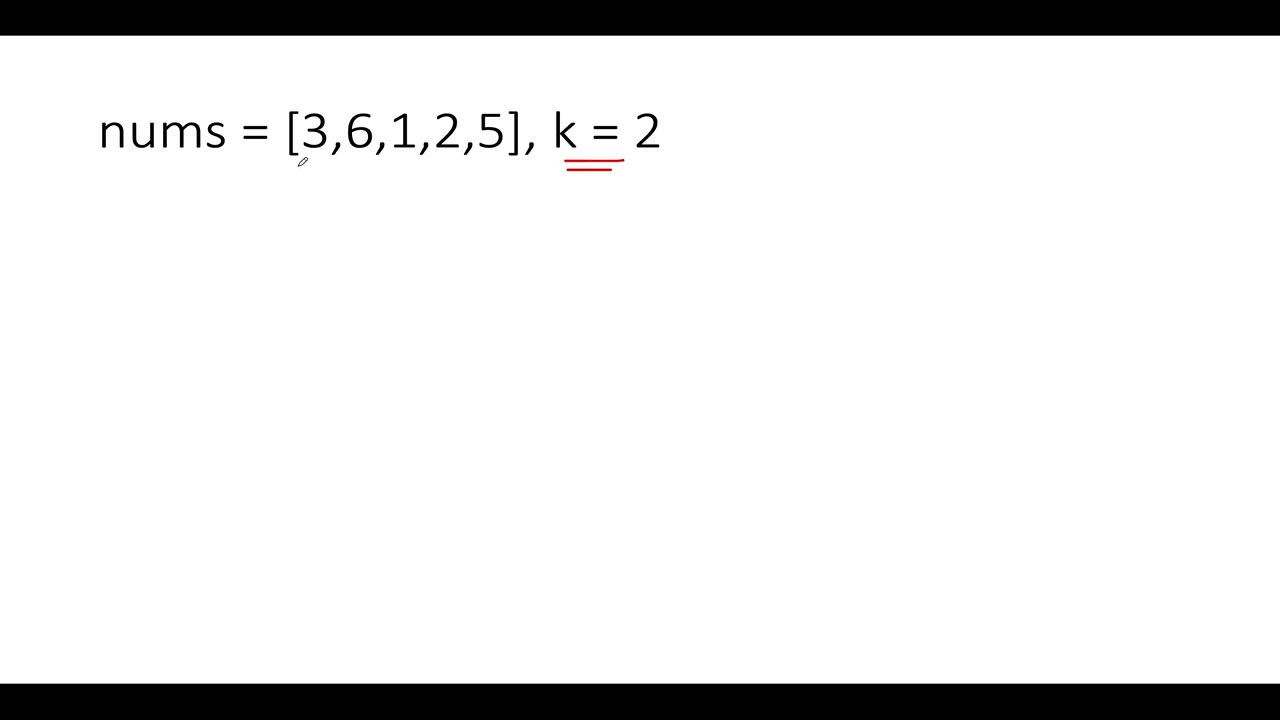 nums = [3,6,1,2,5], k = 2